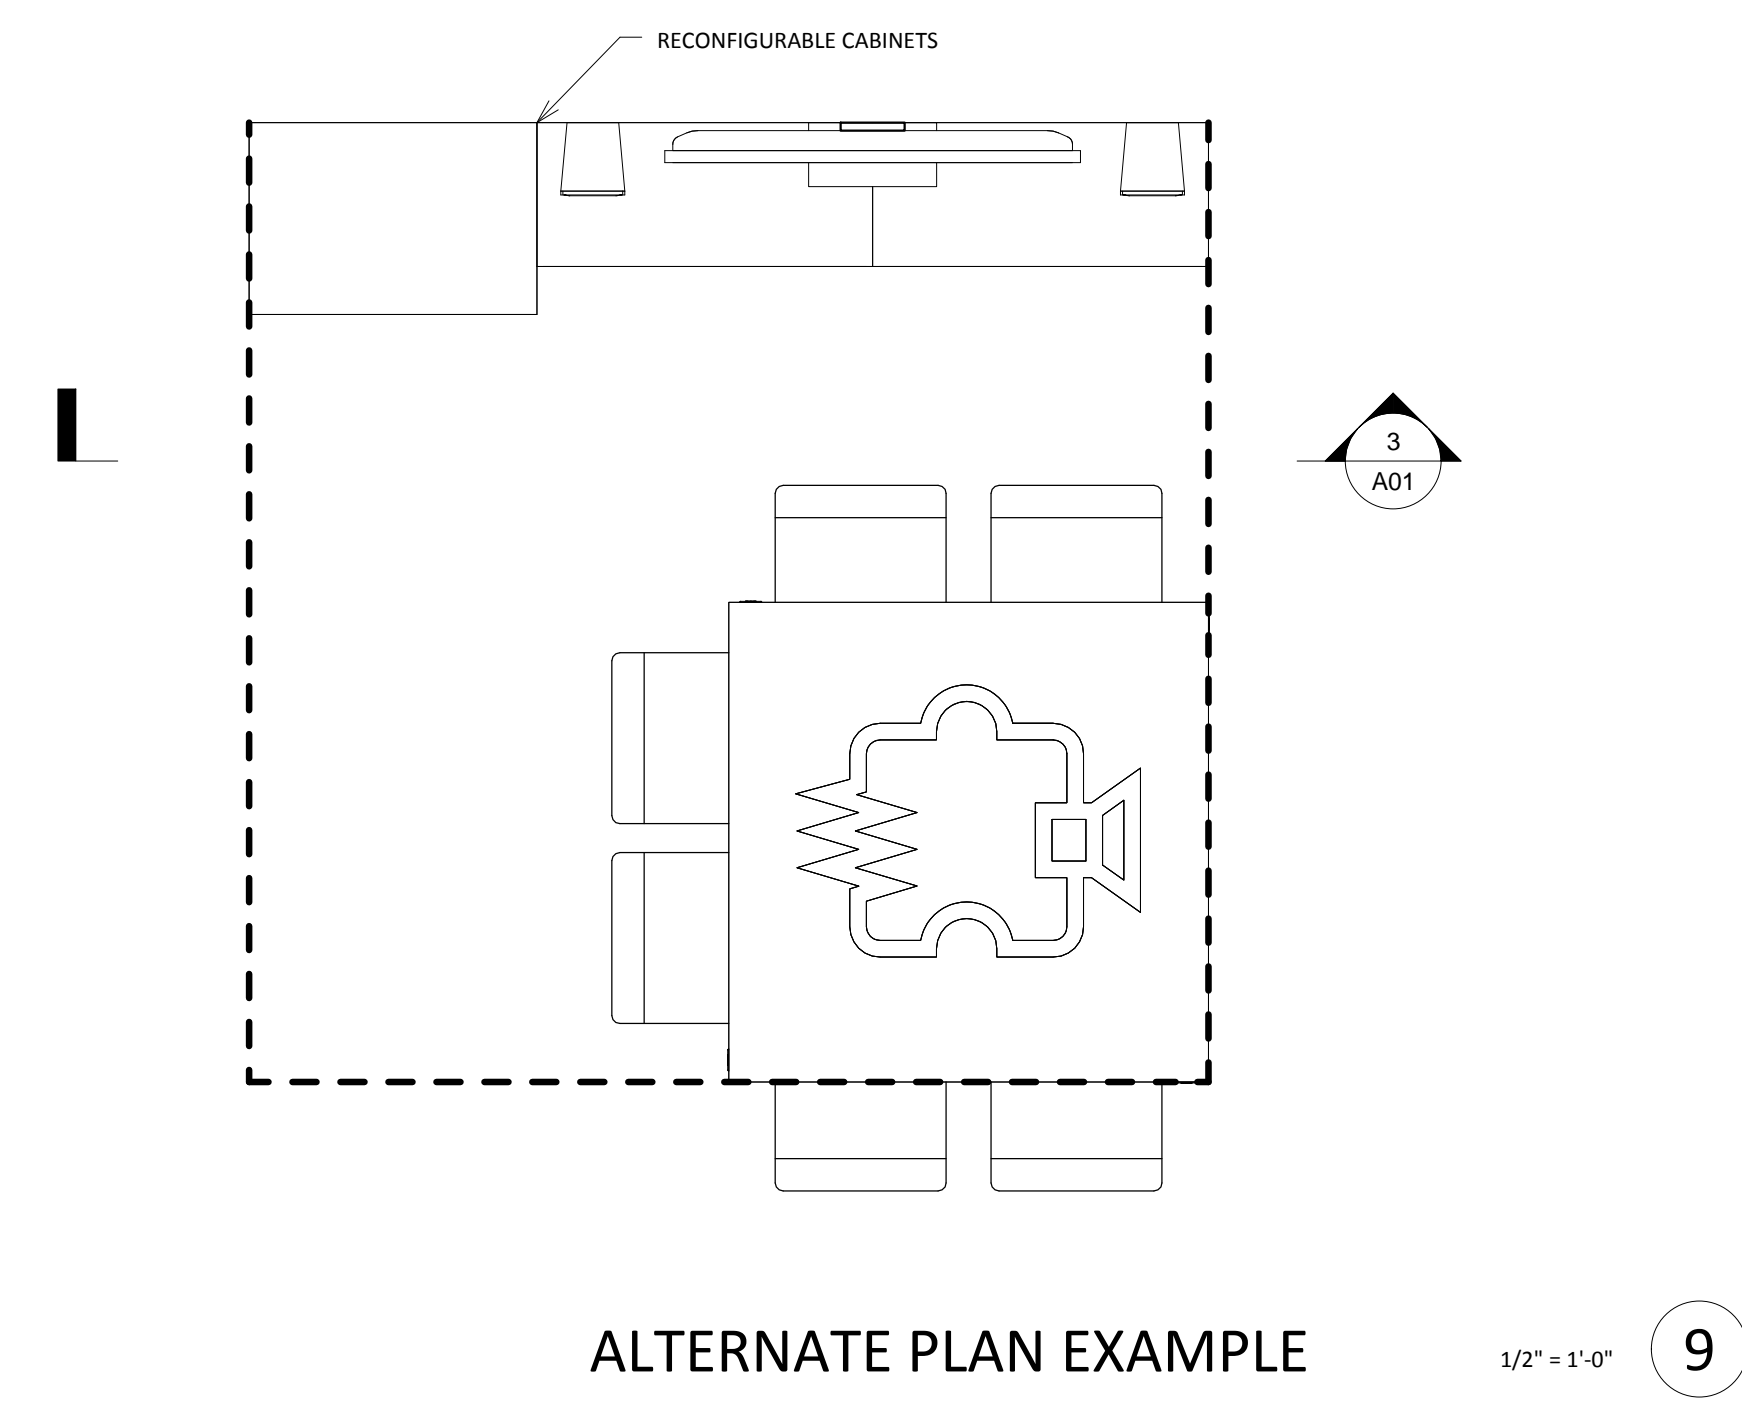 RECONFIGURABLE CABINETS
3
A01
ALTERNATE PLAN EXAMPLE
1/2" = 1'-0"
9